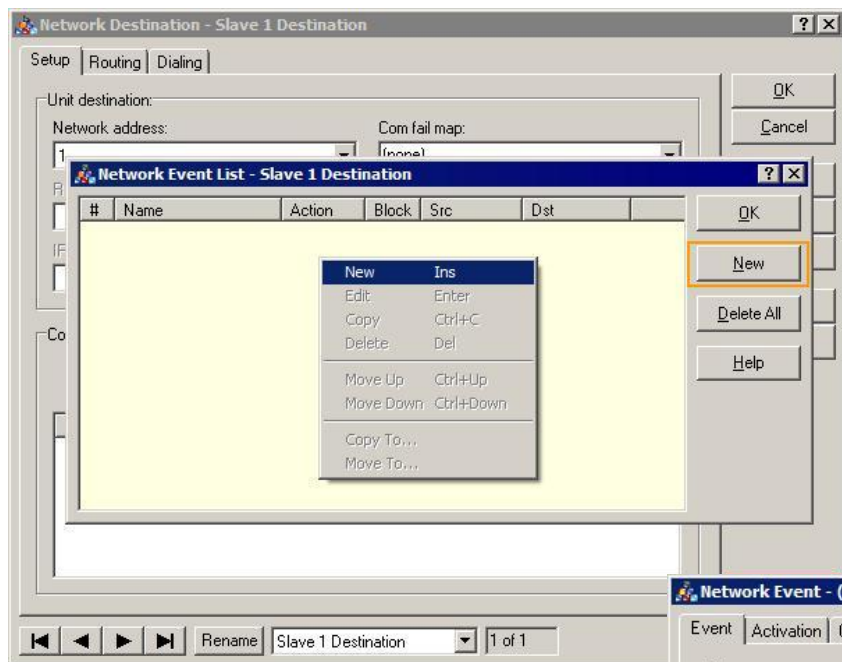 Network Destination - Slave 1 Destination
Setup Routing Dialing
OK
Cancel
Unit destination:
Network address: Com fail map:
1 (none)
Network Event List - Slave 1 Destination
# Name Action Block Src Dst
OK
New
Delete All
Help
New Ins
Edit Enter
Copy Ctrl+C
Delete Del
Move Up Ctrl+Up
Move Down Ctrl+Down
Copy To...
Move To...
R
IF
Co
Rename Slave 1 Destination 1 of 1
Network Event - (
Event Activation